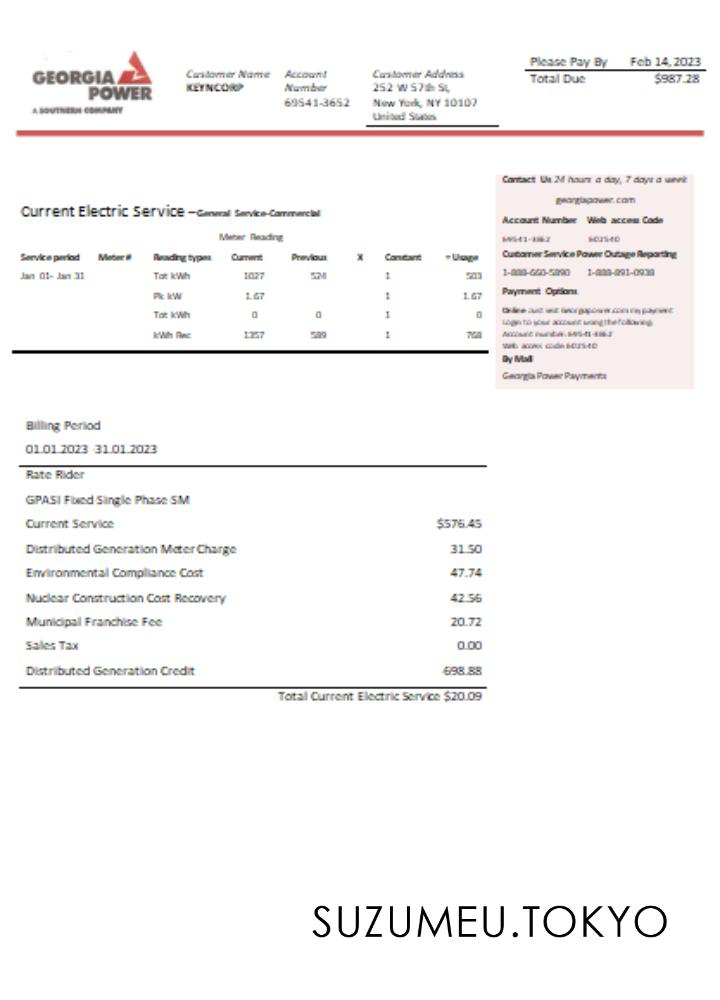 GEORGIA
POWER
A SOUTHERN COMPANY
Customer Name
KEYNCORP
Account
Number
69541-3652
Customer Address
252 W 57th St,
New York, NY 10107
United States
Please Pay By Feb 14, 2023
Total Due $987.28
Contact Us 24 hours a day, 7 days a week
georgiapower.com
Account Number Web access Code
69541-3862 602540
Customer Service Power Outage Reporting
1-888-660-5890 1-888-891-0938
Payment Options
Online Just visit Georgiapower.com my payment
Login to your account using the following.
Account number. 69541-3862
Web access code 602540
By Mail
Georgia Power Payments
Current Electric Service –General Service-Commercial
Meter Reading
Service period Meter # Reading types Current Previous X Constant = Usage
Jan 01- Jan 31 Tot kWh 1027 524 1 503
Pk kW 1.67 1 1.67
Tot kWh 0 0 1 0
kWh Rec 1357 589 1 768
Billing Period
01.01.2023 31.01.2023
Rate Rider
GPASI Fixed Single Phase SM
Current Service $576.45
Distributed Generation Meter Charge 31.50
Environmental Compliance Cost 47.74
Nuclear Construction Cost Recovery 42.56
Municipal Franchise Fee 20.72
Sales Tax 0.00
Distributed Generation Credit -698.88
Total Current Electric Service $20.09
SUZUMEU.TOKYO